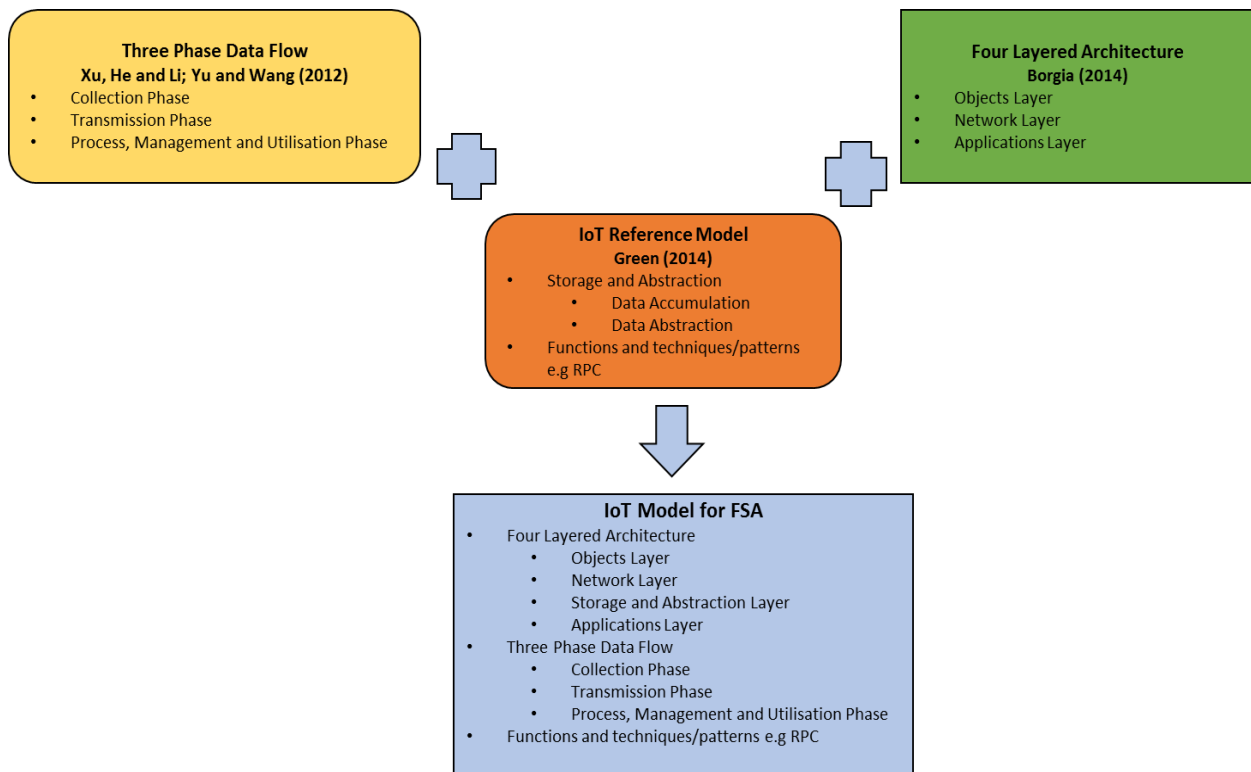 Three Phase Data Flow
Xu, He and Li; Yu and Wang (2012)
• Collection Phase
• Transmission Phase
• Process, Management and Utilisation Phase
Four Layered Architecture
Borgia (2014)
• Objects Layer
• Network Layer
• Applications Layer
IoT Reference Model
Green (2014)
• Storage and Abstraction
• Data Accumulation
• Data Abstraction
• Functions and techniques/patterns
e.g RPC
IoT Model for FSA
• Four Layered Architecture
• Objects Layer
• Network Layer
• Storage and Abstraction Layer
• Applications Layer
• Three Phase Data Flow
• Collection Phase
• Transmission Phase
• Process, Management and Utilisation Phase
• Functions and techniques/patterns e.g RPC